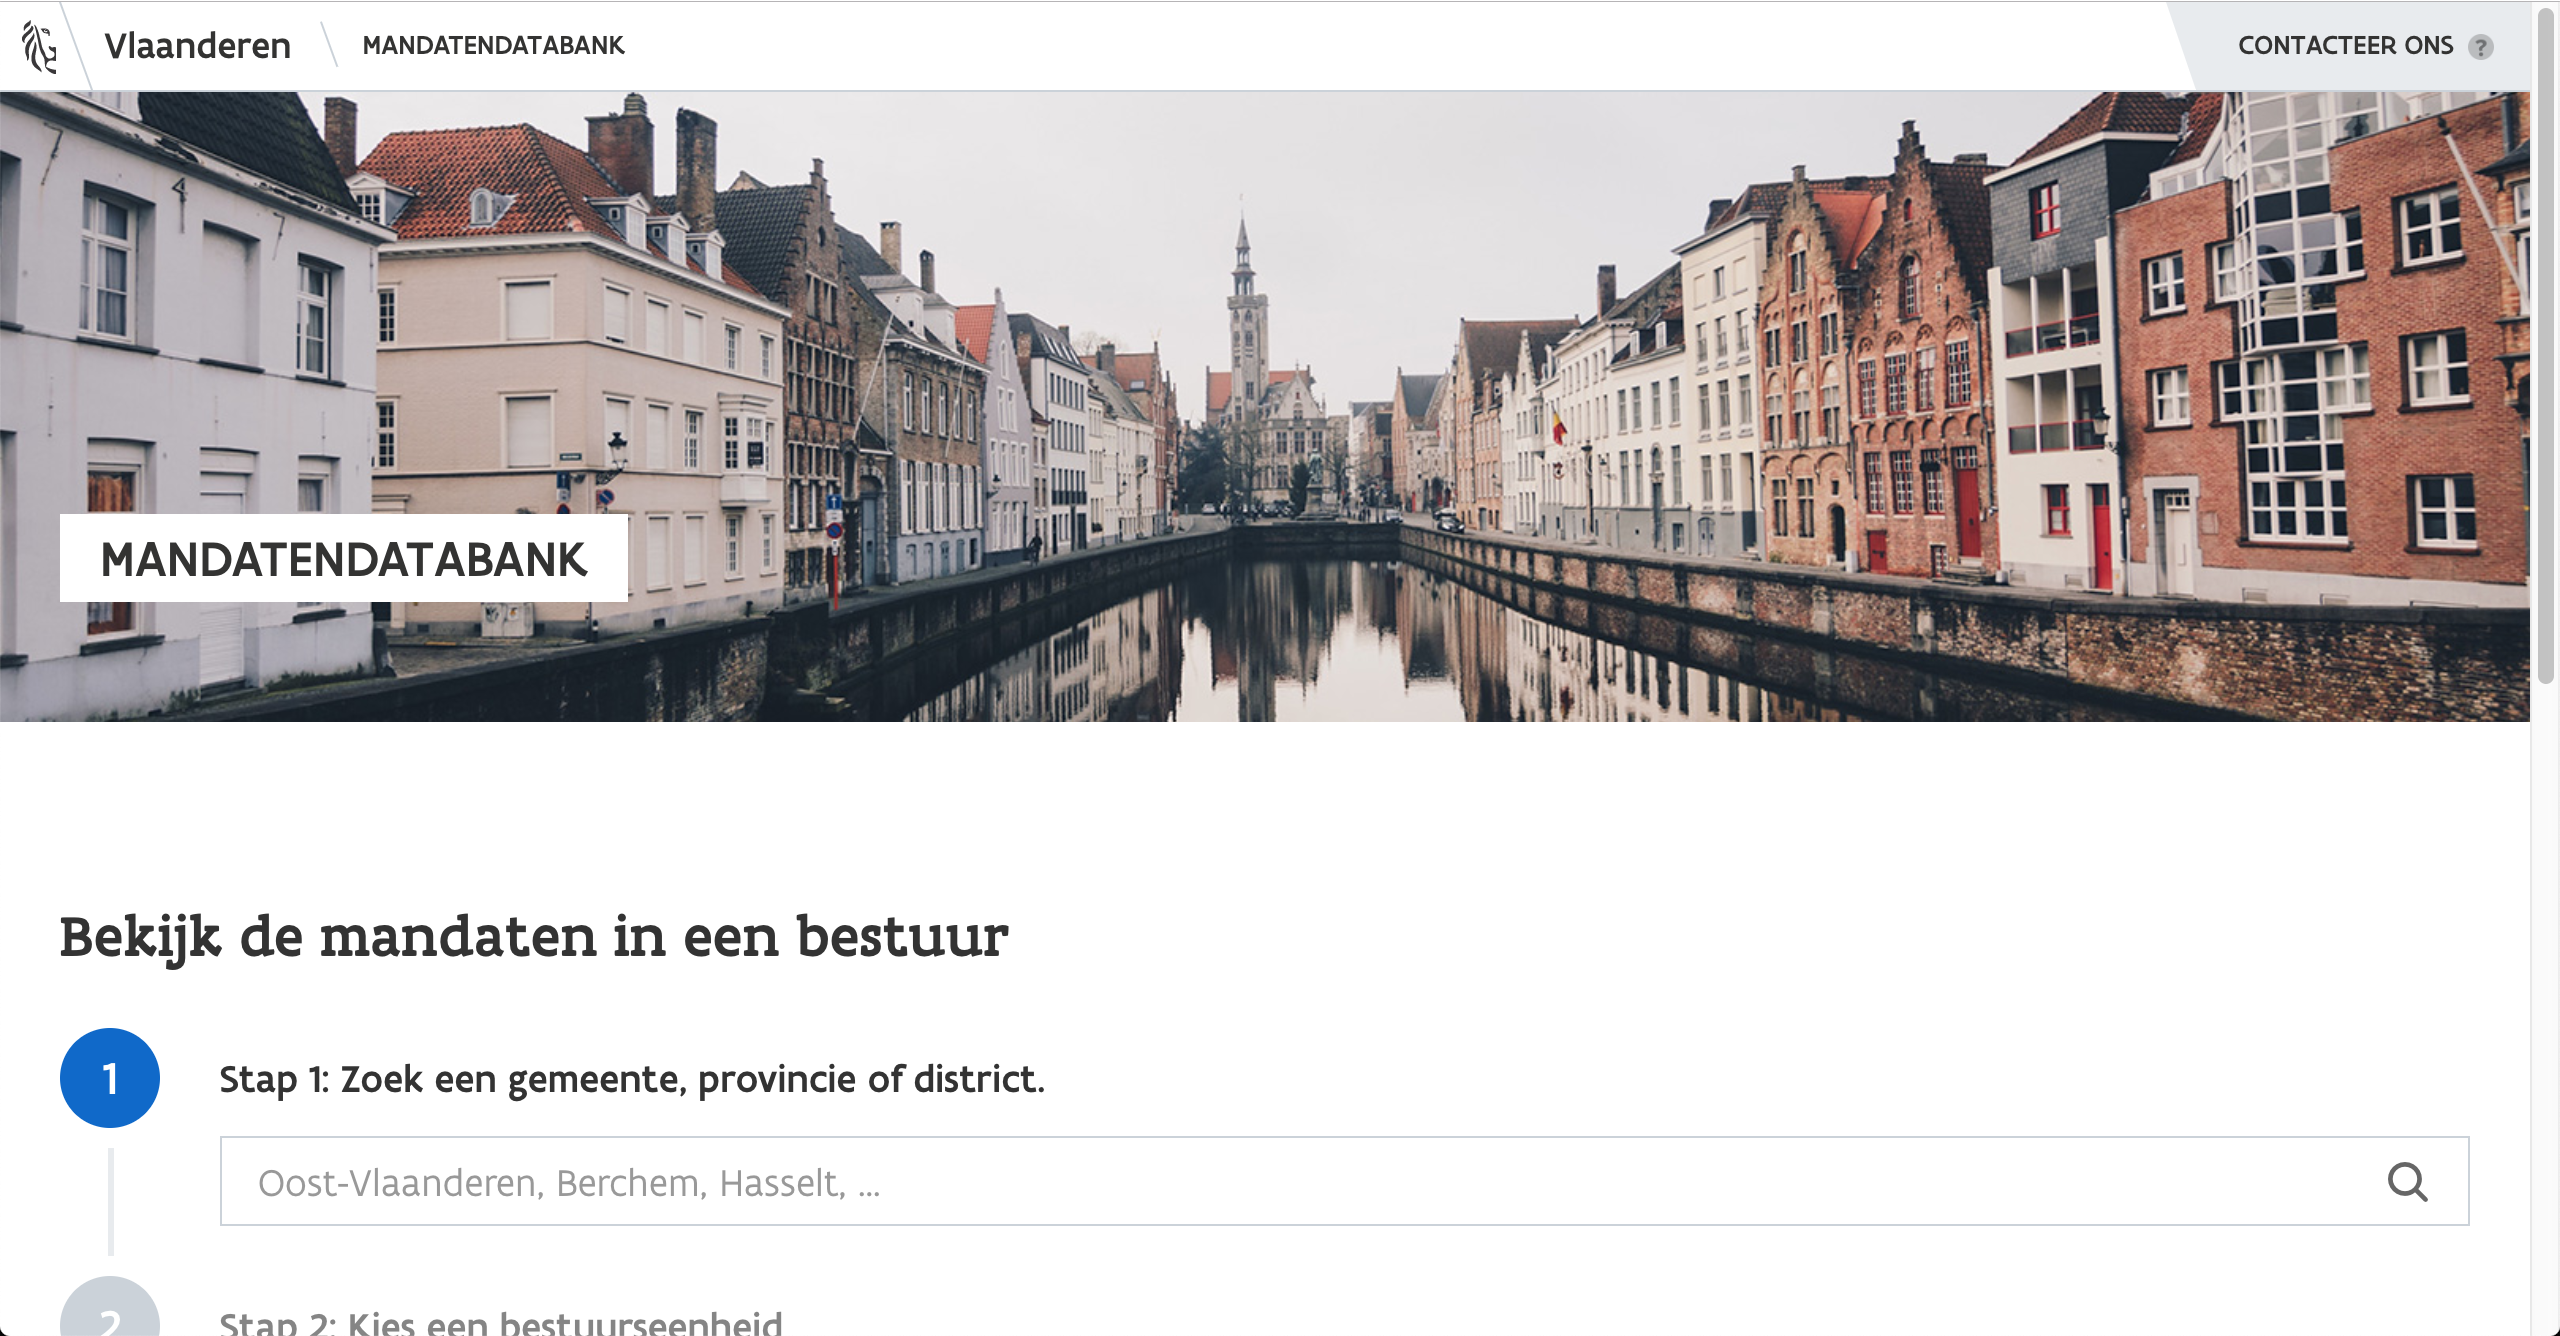 Vlaanderen
MANDATENDATABANK
CONTACTEER ONS ?
MANDATENDATABANK
Bekijk de mandaten in een bestuur
1
Stap 1: Zoek een gemeente, provincie of district.
Oost-Vlaanderen, Berchem, Hasselt, ...
2
Stap 2: Kies een bestuurseenheid